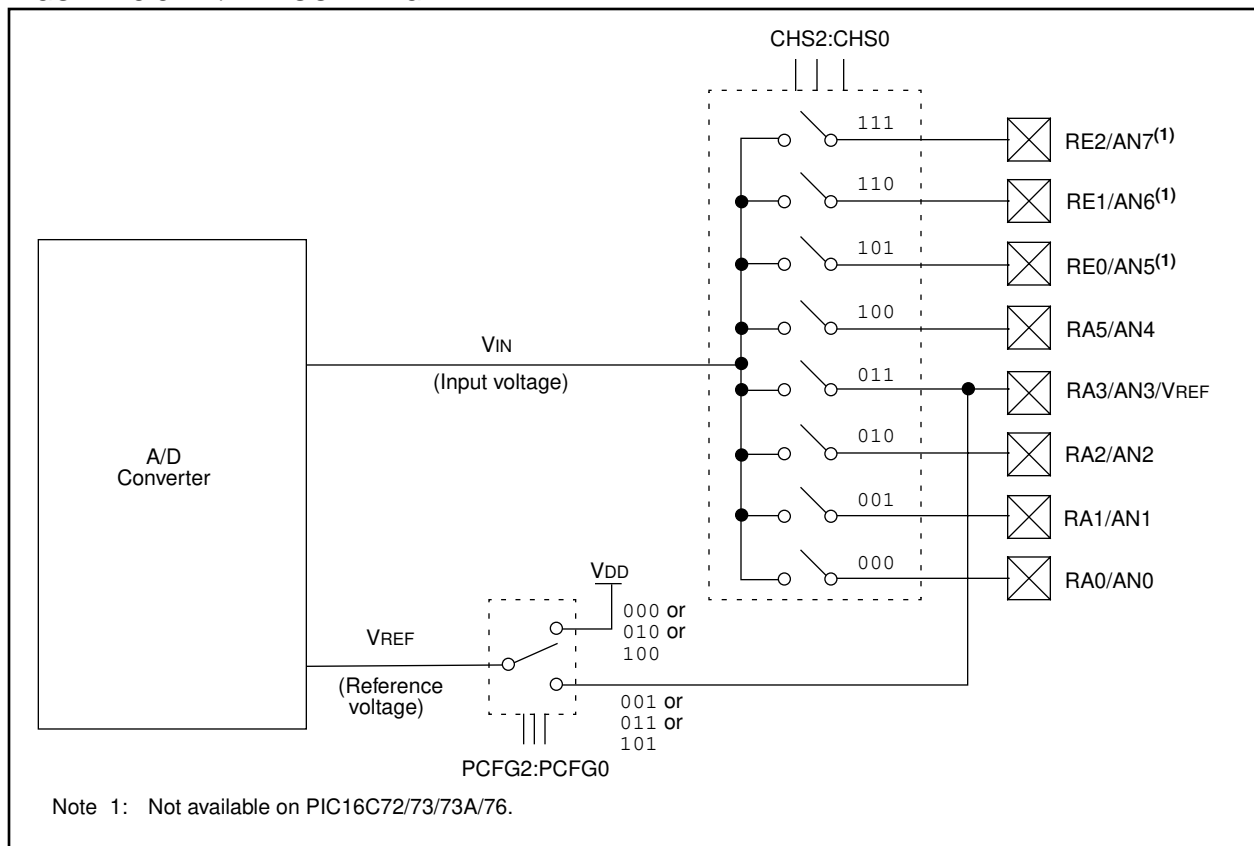 CHS2:CHS0
111
RE2/AN7(1)
110
RE1/AN6(1)
101
RE0/AN5(1)
100
RA5/AN4
VIN
(Input voltage)
011
RA3/AN3/VREF
A/D
Converter
010
RA2/AN2
001
RA1/AN1
000
RA0/AN0
VDD
000 or
010 or
100
VREF
(Reference
voltage)
001 or
011 or
101
PCFG2:PCFG0
Note 1: Not available on PIC16C72/73/73A/76.